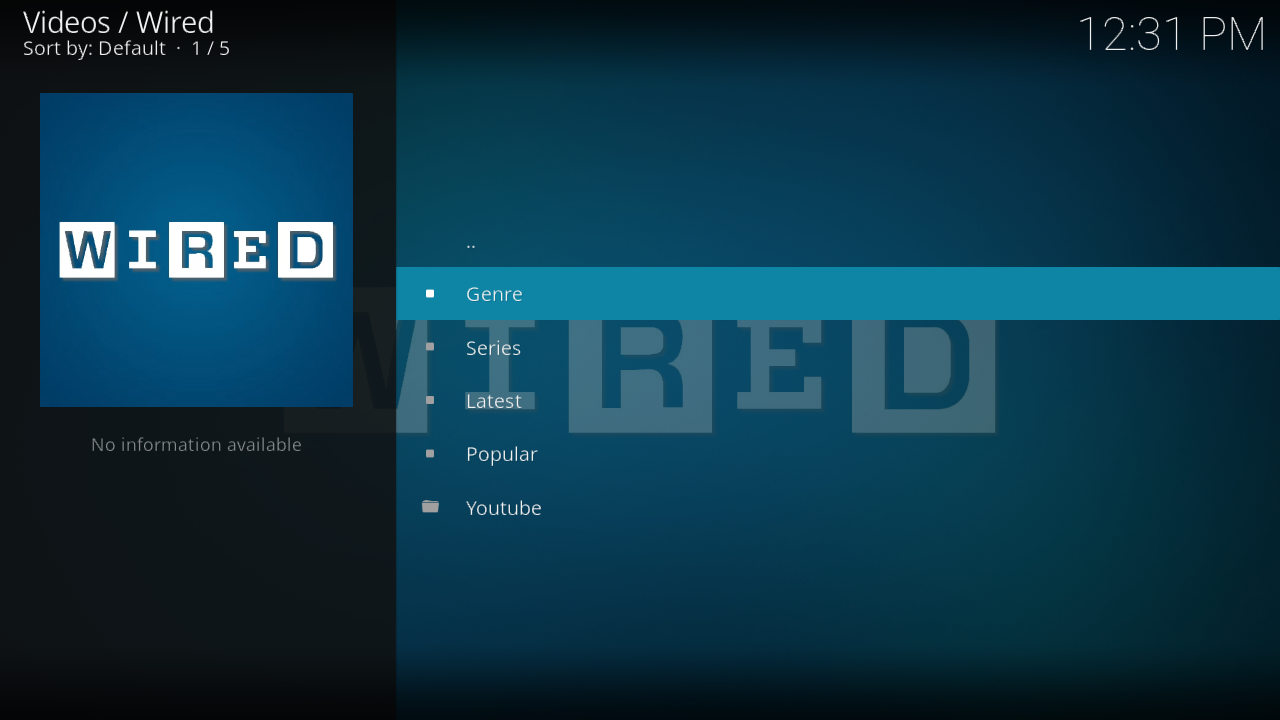 Videos / Wired
Sort by: Default · 1 / 5
12:31 PM
WIRED
No information available
..
Genre
Series
Latest
Popular
Youtube
WIRED